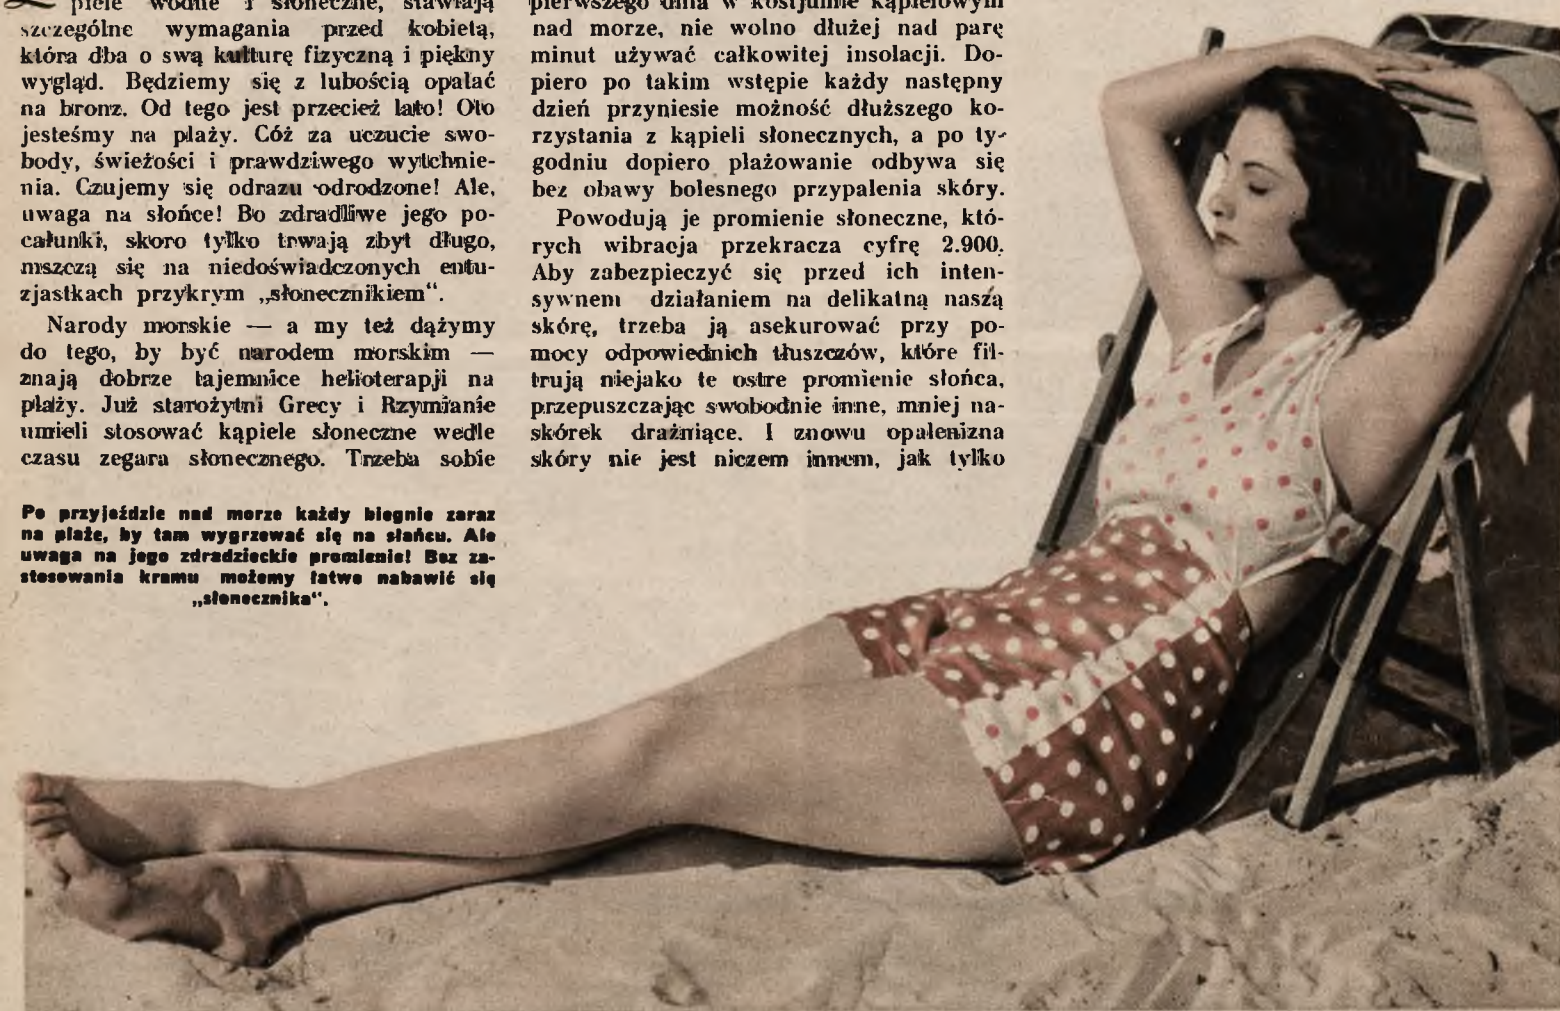 piele wodne i słoneczne, stawiają
szczególne wymagania przed kobietą,
która dba o swą kulturę fizyczną i piękny
wygląd. Będziemy się z lubością opalać
na bronz. Od tego jest przecież lato! Oto
jesteśmy na plaży. Cóż za uczucie swo-
body, świeżości i prawdziwego wytchnie-
nia. Czujemy się odrazu odrodzone! Ale,
uwaga na słońce! Bo zdradliwe jego po-
całunki, skoro tylko trwają zbyt długo,
mszczą się na niedoświadczonych entu-
zjastkach przykrym „słonecznikiem“.
Narody morskie — a my też dążymy
do tego, by być narodem morskim —
znają dobrze tajemnice helioterapji na
plaży. Już starożytni Grecy i Rzymianie
umieli stosować kąpiele słoneczne wedle
czasu zegara słonecznego. Trzeba sobie
Po przyjeździe nad morze każdy biegnie zaraz
na plażę, by tam wygrzewać się na słońcu. Ale
uwaga na jego zdradzieckie promienie! Bez za-
stosowania kremu możemy łatwo nabawić się
„słonecznika“.
pierwszego dnia w kostjumie kąpielowym
nad morze, nie wolno dłużej nad parę
minut używać całkowitej insolacji. Do-
piero po takim wstępie każdy następny
dzień przyniesie możność dłuższego ko-
rzystania z kąpieli słonecznych, a po ty-
godniu dopiero plażowanie odbywa się
bez obawy bolesnego przypalenia skóry.
Powodują je promienie słoneczne, któ-
rych wibracja przekracza cyfrę 2.900.
Aby zabezpieczyć się przed ich inten-
sywnem działaniem na delikatną naszą
skórę, trzeba ją asekurować przy po-
mocy odpowiednich tłuszczów, które fil-
trują niejako te ostre promienie słońca,
przepuszczając swobodnie inne, mniej na-
skórek drażniące. I znowu opalenizna
skóry nie jest niczem innem, jak tylko